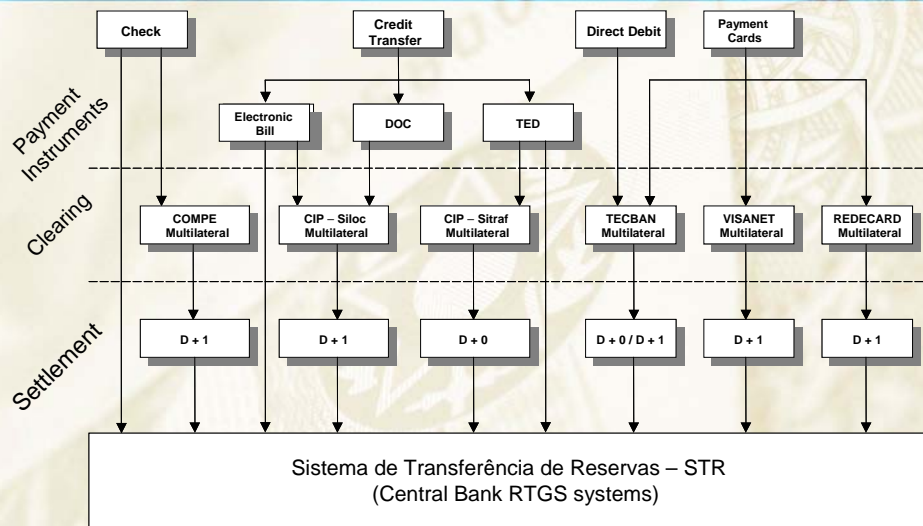 Check
Credit
Transfer
Direct Debit
Payment
Cards
Payment
Instruments
Electronic
Bill
DOC
TED
Clearing
COMPE
Multilateral
CIP – Siloc
Multilateral
CIP – Sitraf
Multilateral
TECBAN
Multilateral
VISANET
Multilateral
REDECARD
Multilateral
Settlement
D + 1
D + 1
D + 0
D + 0 / D + 1
D + 1
D + 1
Sistema de Transferência de Reservas – STR
(Central Bank RTGS systems)